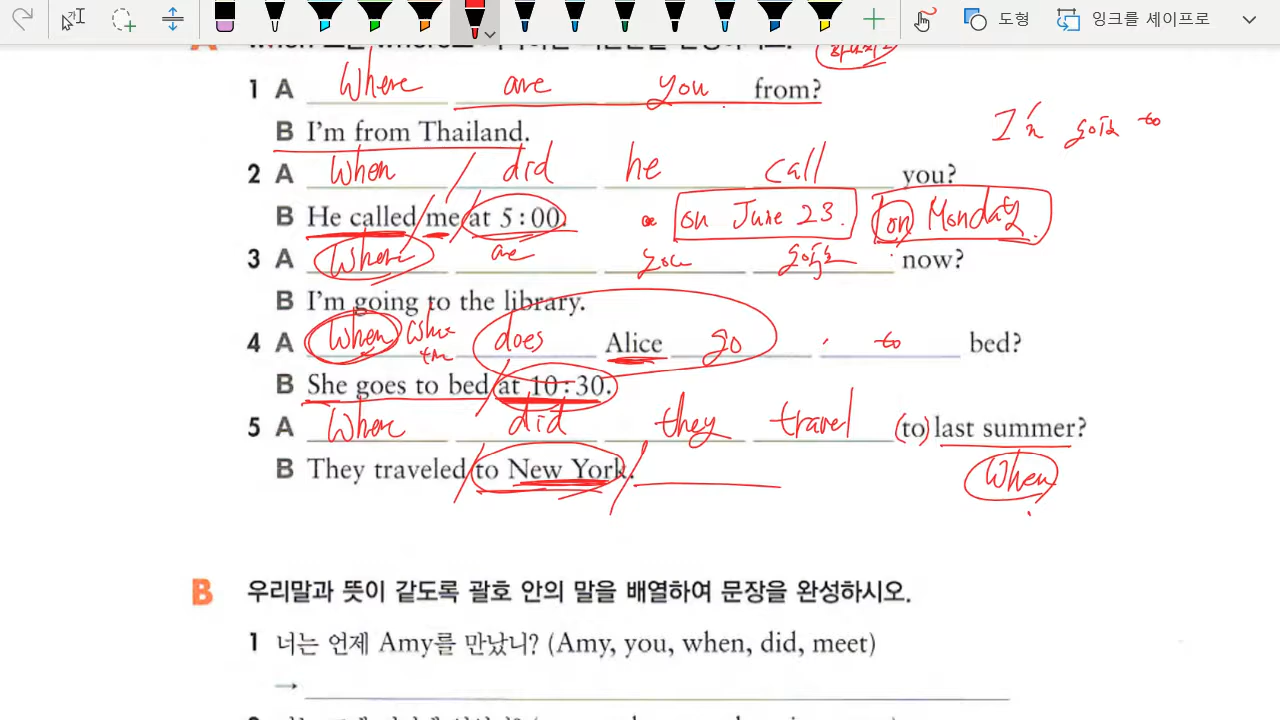 도형 잉크를 셰이프로
A
1 A Where are you from?
B I'm from Thailand.
I'm going to
2 A When did he call you?
B He called me at 5:00. on June 23. on Monday.
3 A Where are you going now?
B I'm going to the library.
4 A When What time does Alice go to bed?
B She goes to bed at 10:30.
5 A Where did they travel (to) last summer?
B They traveled to New York.
When
B 우리말과 뜻이 같도록 괄호 안의 말을 배열하여 문장을 완성하시오.
1 너는 언제 Amy를 만났니? (Amy, you, when, did, meet)
→